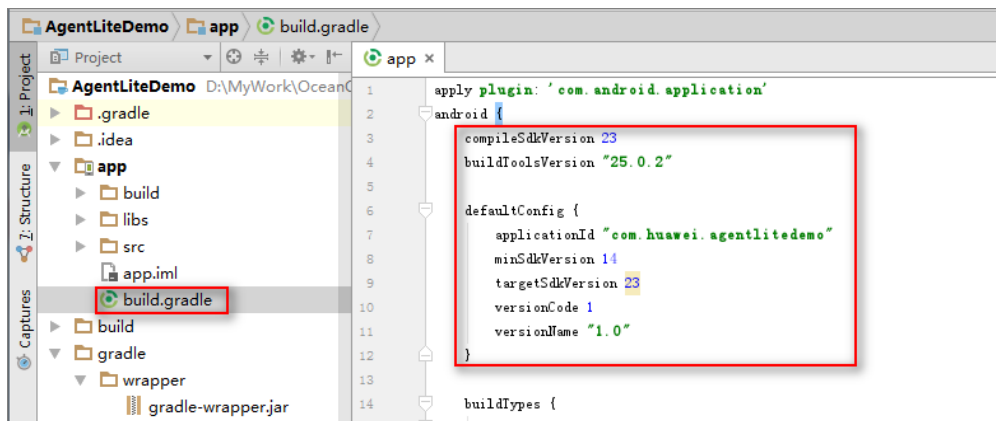 AgentLiteDemo app build.gradle
1: Project
Project
AgentLiteDemo D:\MyWork\Ocean
.gradle
.idea
app
build
libs
src
app.iml
build.gradle
build
gradle
wrapper
gradle-wrapper.jar
7: Structure
Captures
app ×
1 apply plugin: 'com.android.application'
2 android {
3 compileSdkVersion 23
4 buildToolsVersion "25.0.2"
5
6 defaultConfig {
7 applicationId "com.huawei.agentlitedemo"
8 minSdkVersion 14
9 targetSdkVersion 23
10 versionCode 1
11 versionName "1.0"
12 }
13
14 buildTypes {